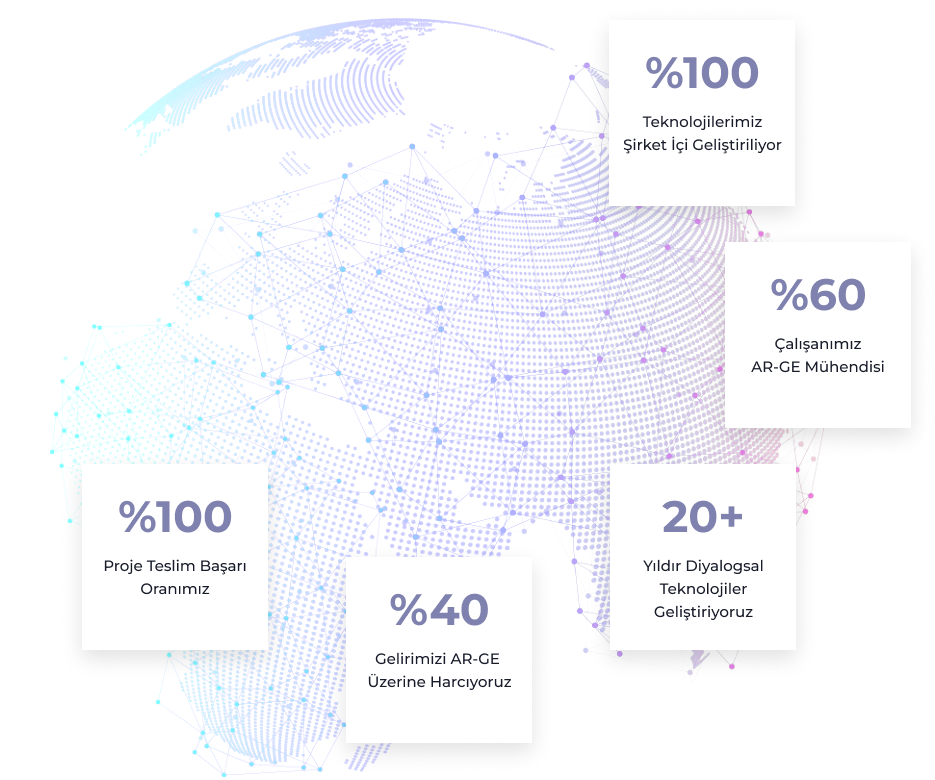 %100
Teknolojilerimiz
Şirket İçi Geliştiriliyor
%60
Çalışanımız
AR-GE Mühendisi
%100
Proje Teslim Başarı
Oranımız
20+
Yıldır Diyalogsal
Teknolojiler
Geliştiriyoruz
%40
Gelirimizi AR-GE
Üzerine Harcıyoruz